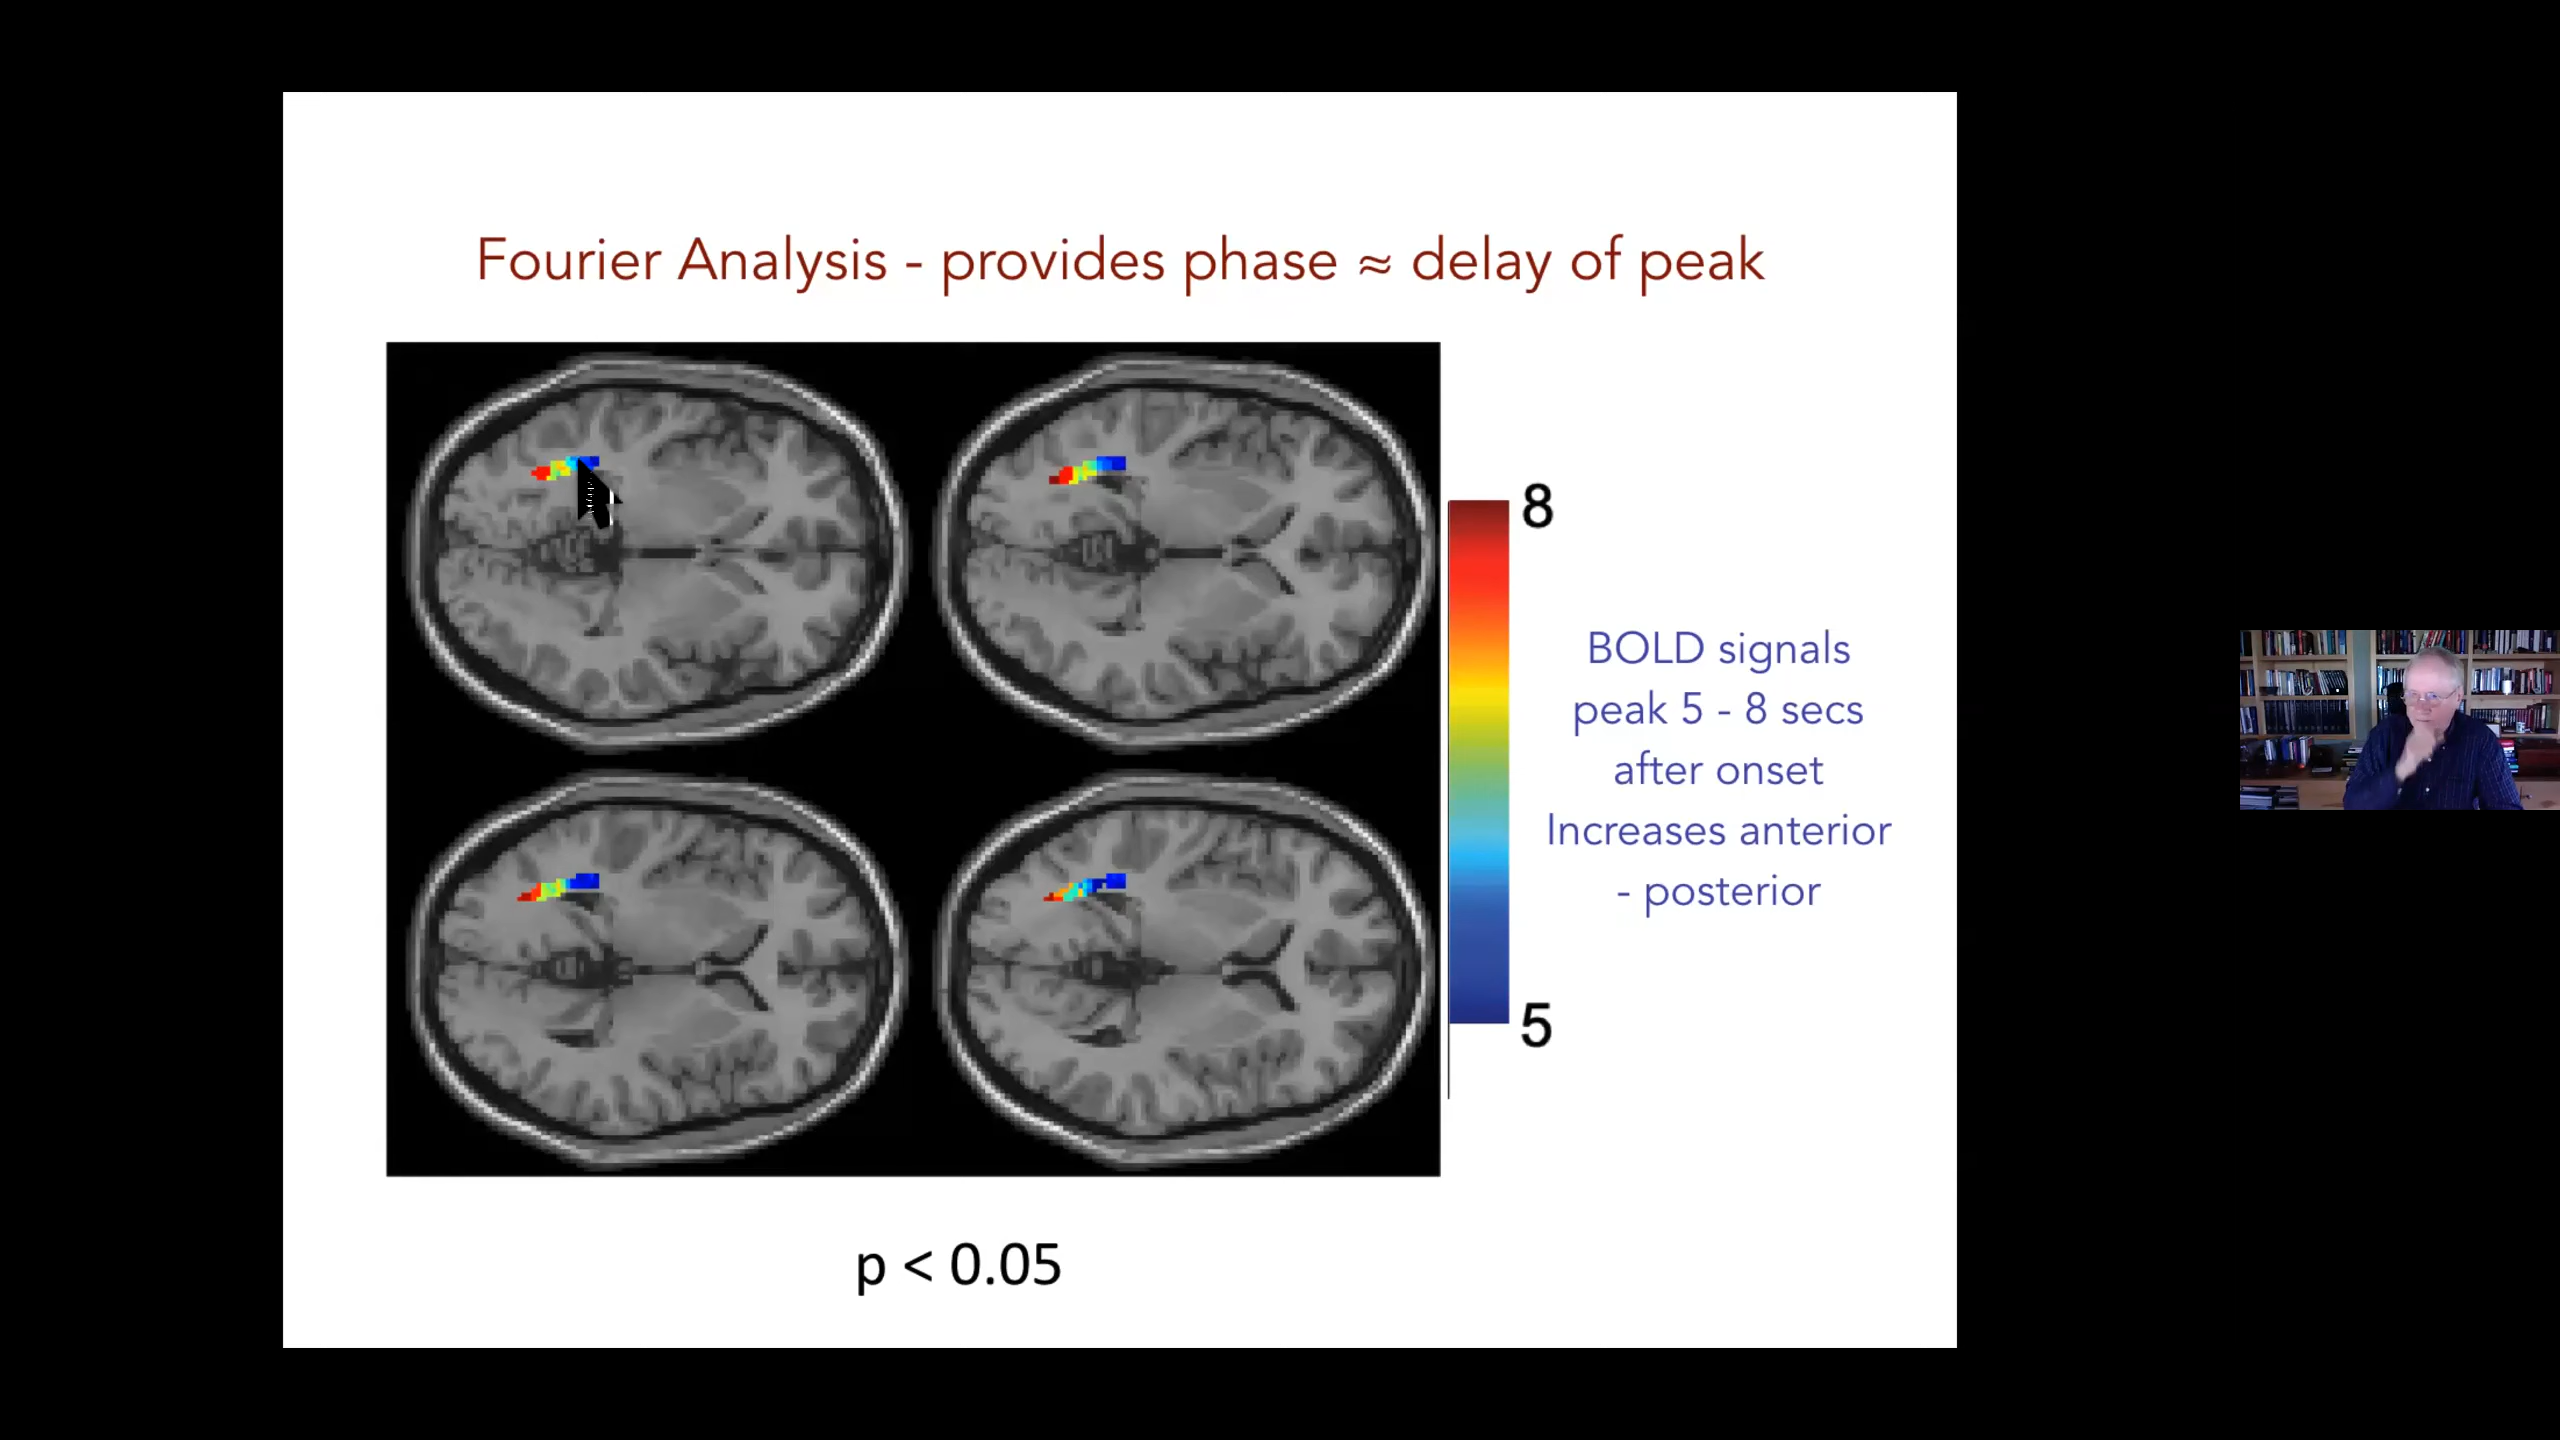 Fourier Analysis - provides phase ≈ delay of peak
8
BOLD signals
peak 5 - 8 secs
after onset
Increases anterior
- posterior
5
p < 0.05